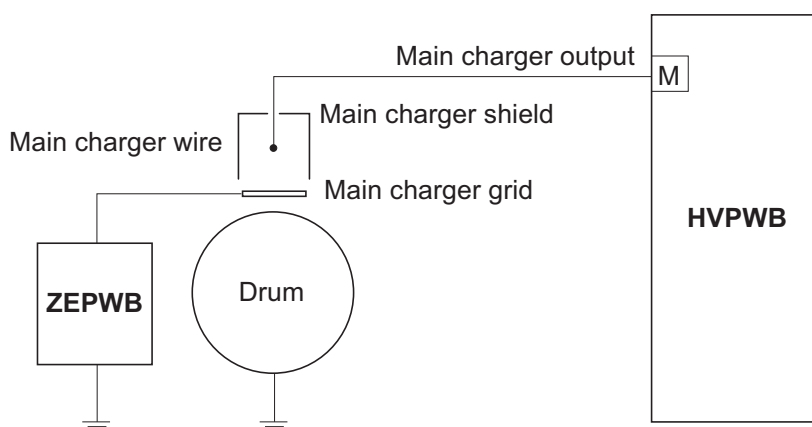 Main charger output
M
Main charger shield
Main charger wire
Main charger grid
HVPWB
ZEPWB
Drum